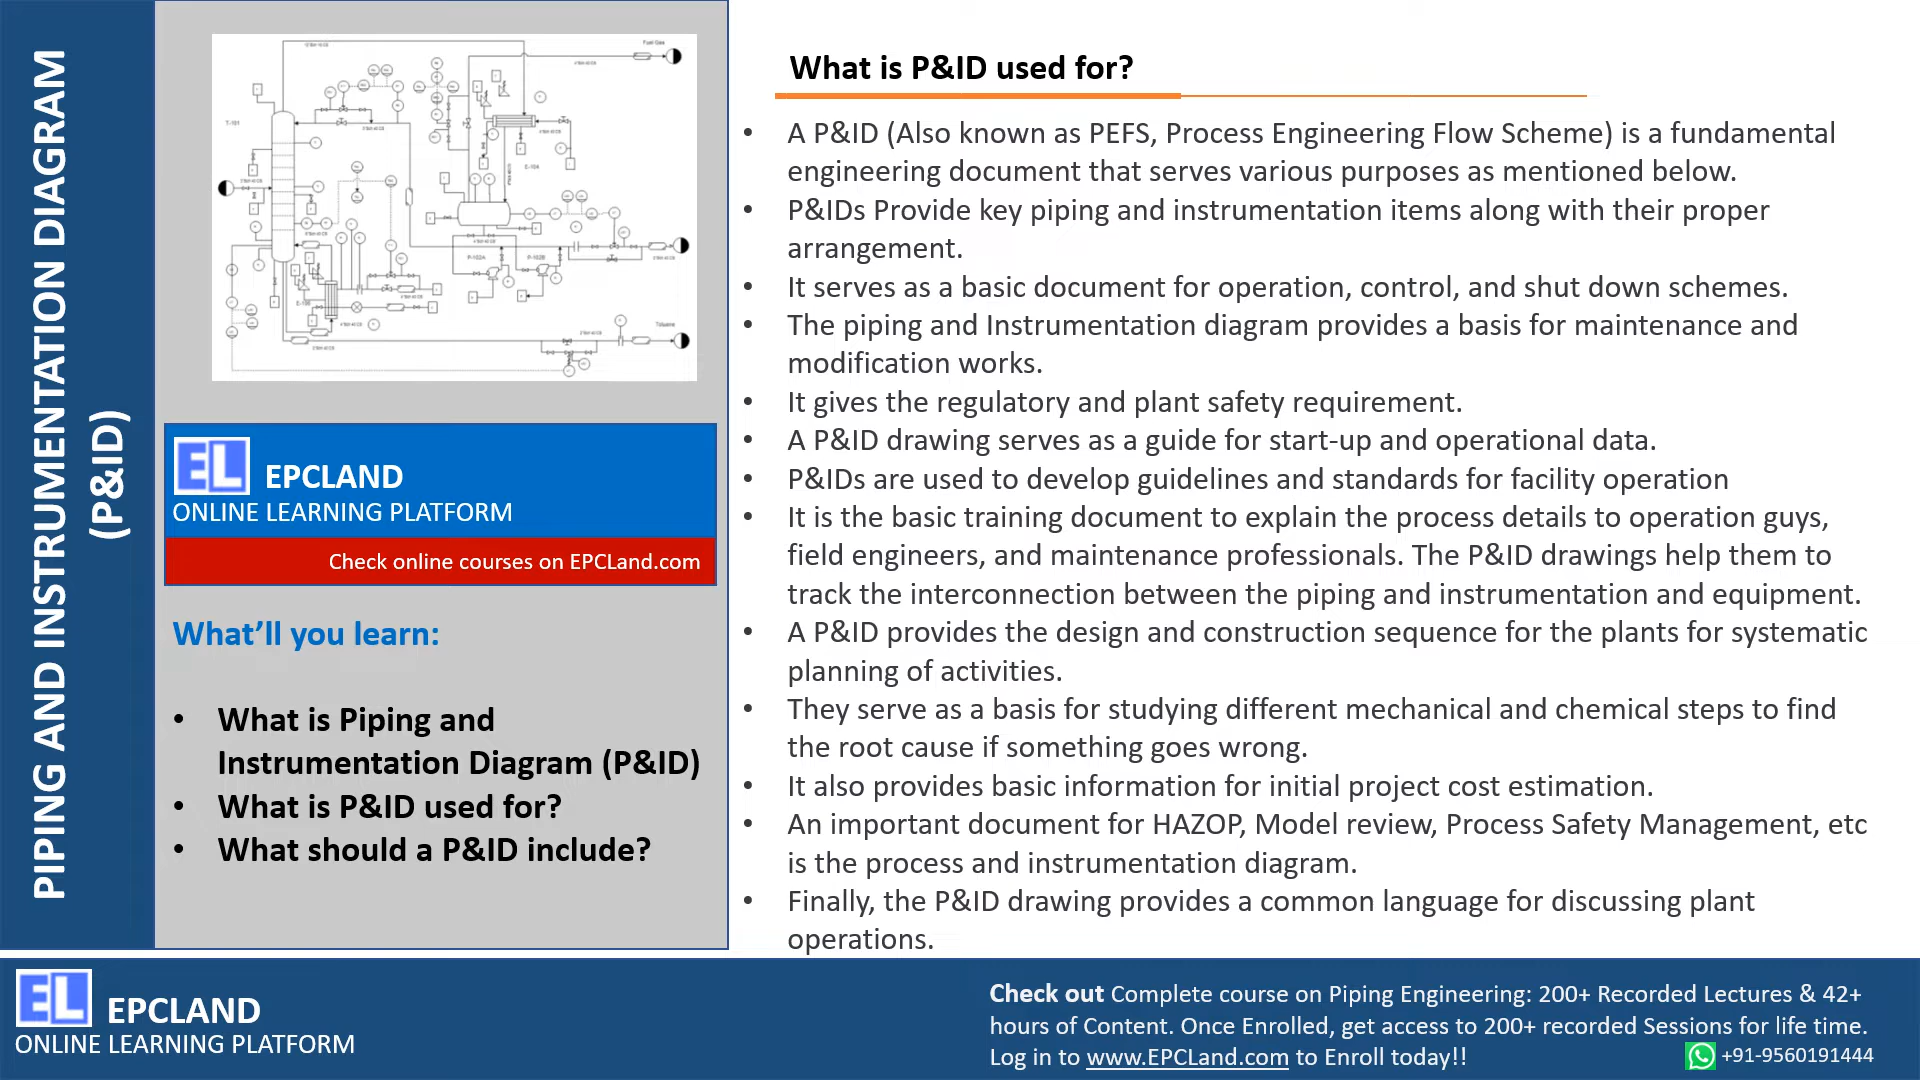 PIPING AND INSTRUMENTATION DIAGRAM
(P&ID)
Fuel Gas
T-101
E-104
P-102A
P-102B
E-100
Toluene
EL EPCLAND
ONLINE LEARNING PLATFORM
Check online courses on EPCLand.com
What’ll you learn:
• What is Piping and
Instrumentation Diagram (P&ID)
• What is P&ID used for?
• What should a P&ID include?
What is P&ID used for?
• A P&ID (Also known as PEFS, Process Engineering Flow Scheme) is a fundamental
engineering document that serves various purposes as mentioned below.
• P&IDs Provide key piping and instrumentation items along with their proper
arrangement.
• It serves as a basic document for operation, control, and shut down schemes.
• The piping and Instrumentation diagram provides a basis for maintenance and
modification works.
• It gives the regulatory and plant safety requirement.
• A P&ID drawing serves as a guide for start-up and operational data.
• P&IDs are used to develop guidelines and standards for facility operation
• It is the basic training document to explain the process details to operation guys,
field engineers, and maintenance professionals. The P&ID drawings help them to
track the interconnection between the piping and instrumentation and equipment.
• A P&ID provides the design and construction sequence for the plants for systematic
planning of activities.
• They serve as a basis for studying different mechanical and chemical steps to find
the root cause if something goes wrong.
• It also provides basic information for initial project cost estimation.
• An important document for HAZOP, Model review, Process Safety Management, etc
is the process and instrumentation diagram.
• Finally, the P&ID drawing provides a common language for discussing plant
operations.
EL EPCLAND
ONLINE LEARNING PLATFORM
Check out Complete course on Piping Engineering: 200+ Recorded Lectures & 42+
hours of Content. Once Enrolled, get access to 200+ recorded Sessions for life time.
Log in to www.EPCLand.com to Enroll today!!
+91-9560191444